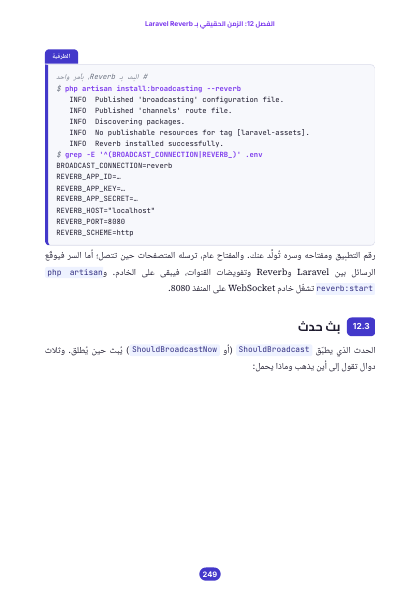 الفصل 12: الزمن الحقيقي بـ Laravel Reverb
الطرفية
# البث بـ Reverb، بأمر واحد
$ php artisan install:broadcasting --reverb
INFO  Published 'broadcasting' configuration file.
INFO  Published 'channels' route file.
INFO  Discovering packages.
INFO  No publishable resources for tag [laravel-assets].
INFO  Reverb installed successfully.
$ grep -E '^(BROADCAST_CONNECTION|REVERB_)' .env
BROADCAST_CONNECTION=reverb
REVERB_APP_ID=…
REVERB_APP_KEY=…
REVERB_APP_SECRET=…
REVERB_HOST="localhost"
REVERB_PORT=8080
REVERB_SCHEME=http
رقم التطبيق ومفتاحه وسره تُولَّد عنك. والمفتاح عام، ترسله المتصفحات حين تتصل؛ أما السر فيوقّع
الرسائل بين Laravel وReverb وتفويضات القنوات، فيبقى على الخادم. وphp artisan
reverb:start تشغّل خادم WebSocket على المنفذ 8080.
12.3 بث حدث
الحدث الذي يطبّق ShouldBroadcast (أو ShouldBroadcastNow) يُبث حين يُطلق. وثلاث
دوال تقول إلى أين يذهب وماذا يحمل:
249